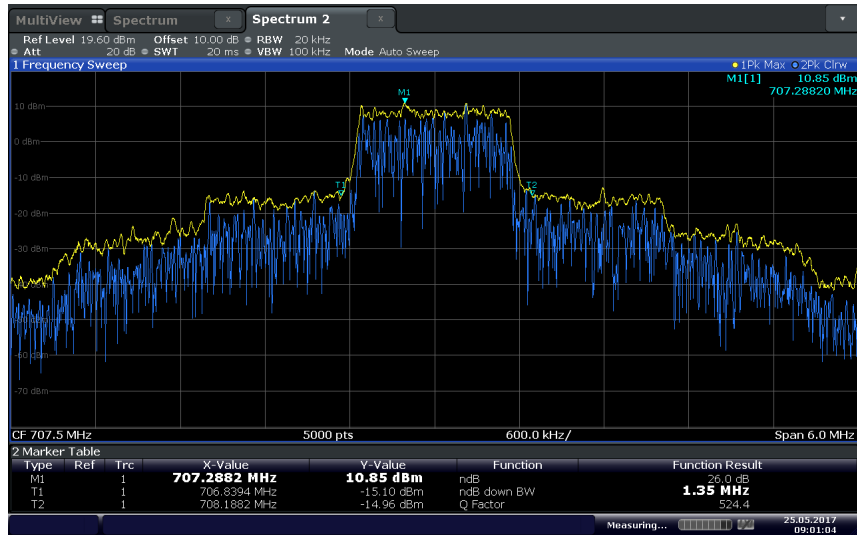 MultiView Spectrum x Spectrum 2 x
Ref Level 19.60 dBm Offset 10.00 dB RBW 20 kHz
Att 20 dB SWT 20 ms VBW 100 kHz Mode Auto Sweep
1 Frequency Sweep 1Pk Max 2Pk Clrw
M1[1] 10.85 dBm
707.28820 MHz
M1
10 dBm
0 dBm
-10 dBm
T1 T2
-20 dBm
-30 dBm
-60 dBm
-70 dBm
CF 707.5 MHz 5000 pts 600.0 kHz/ Span 6.0 MHz
2 Marker Table
Type Ref Trc X-Value Y-Value Function Function Result
M1 1 707.2882 MHz 10.85 dBm ndB 26.0 dB
T1 1 706.8394 MHz -15.10 dBm ndB down BW 1.35 MHz
T2 1 708.1882 MHz -14.96 dBm Q Factor 524.4
Measuring... 25.05.2017
09:01:04